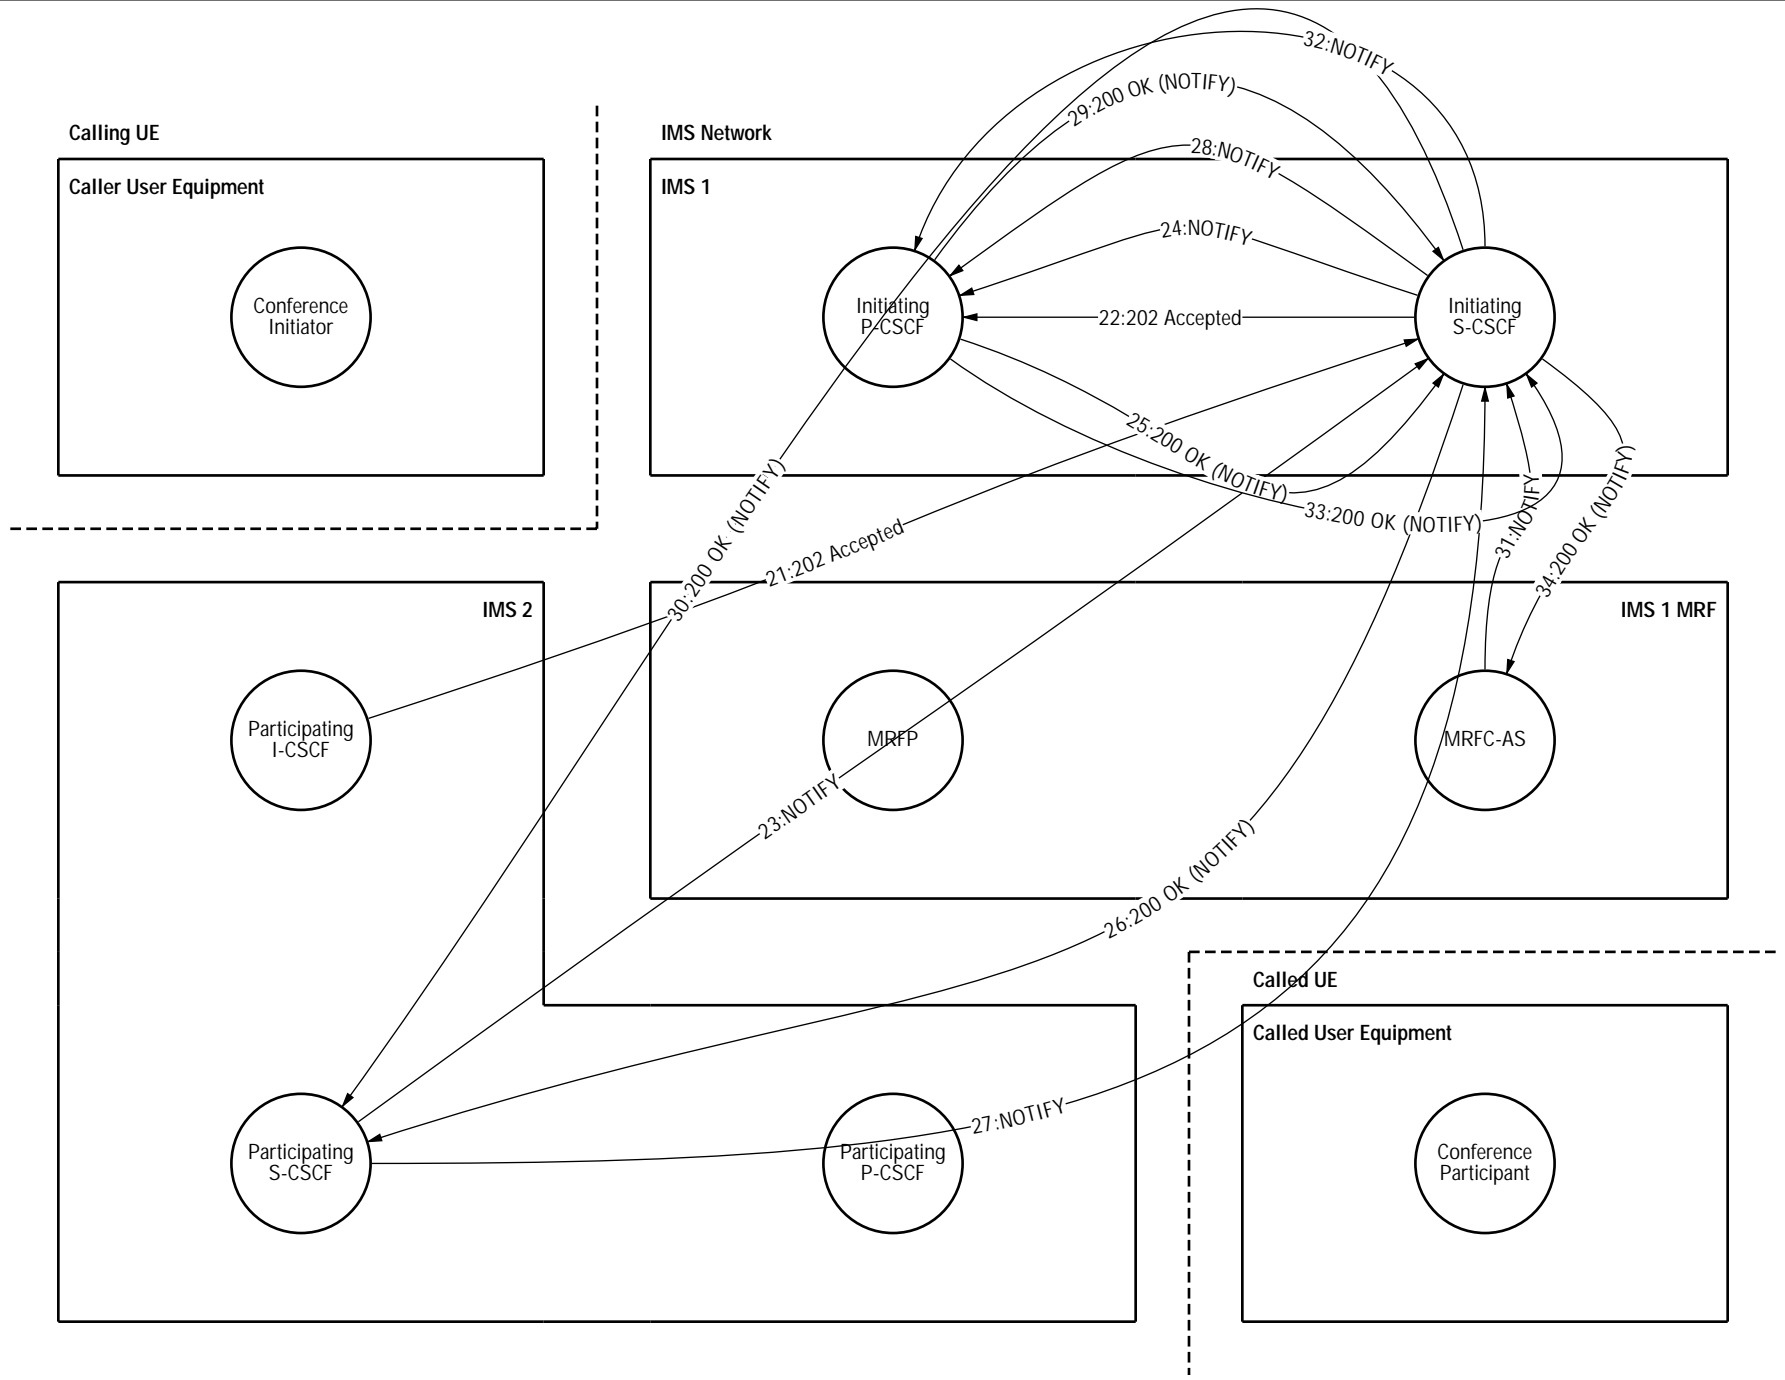 32:NOTIFY
29:200 OK (NOTIFY)
Calling UE
IMS Network
28:NOTIFY
Caller User Equipment
IMS 1
24:NOTIFY
Conference
Initiator
Initiating
P-CSCF
22:202 Accepted
Initiating
S-CSCF
25:200 OK (NOTIFY)
33:200 OK (NOTIFY)
31:NOTIFY
34:200 OK (NOTIFY)
30:200 OK (NOTIFY)
21:202 Accepted
IMS 2
IMS 1 MRF
Participating
I-CSCF
MRFP
MRFC-AS
23:NOTIFY
26:200 OK (NOTIFY)
Called UE
Called User Equipment
27:NOTIFY
Participating
S-CSCF
Participating
P-CSCF
Conference
Participant